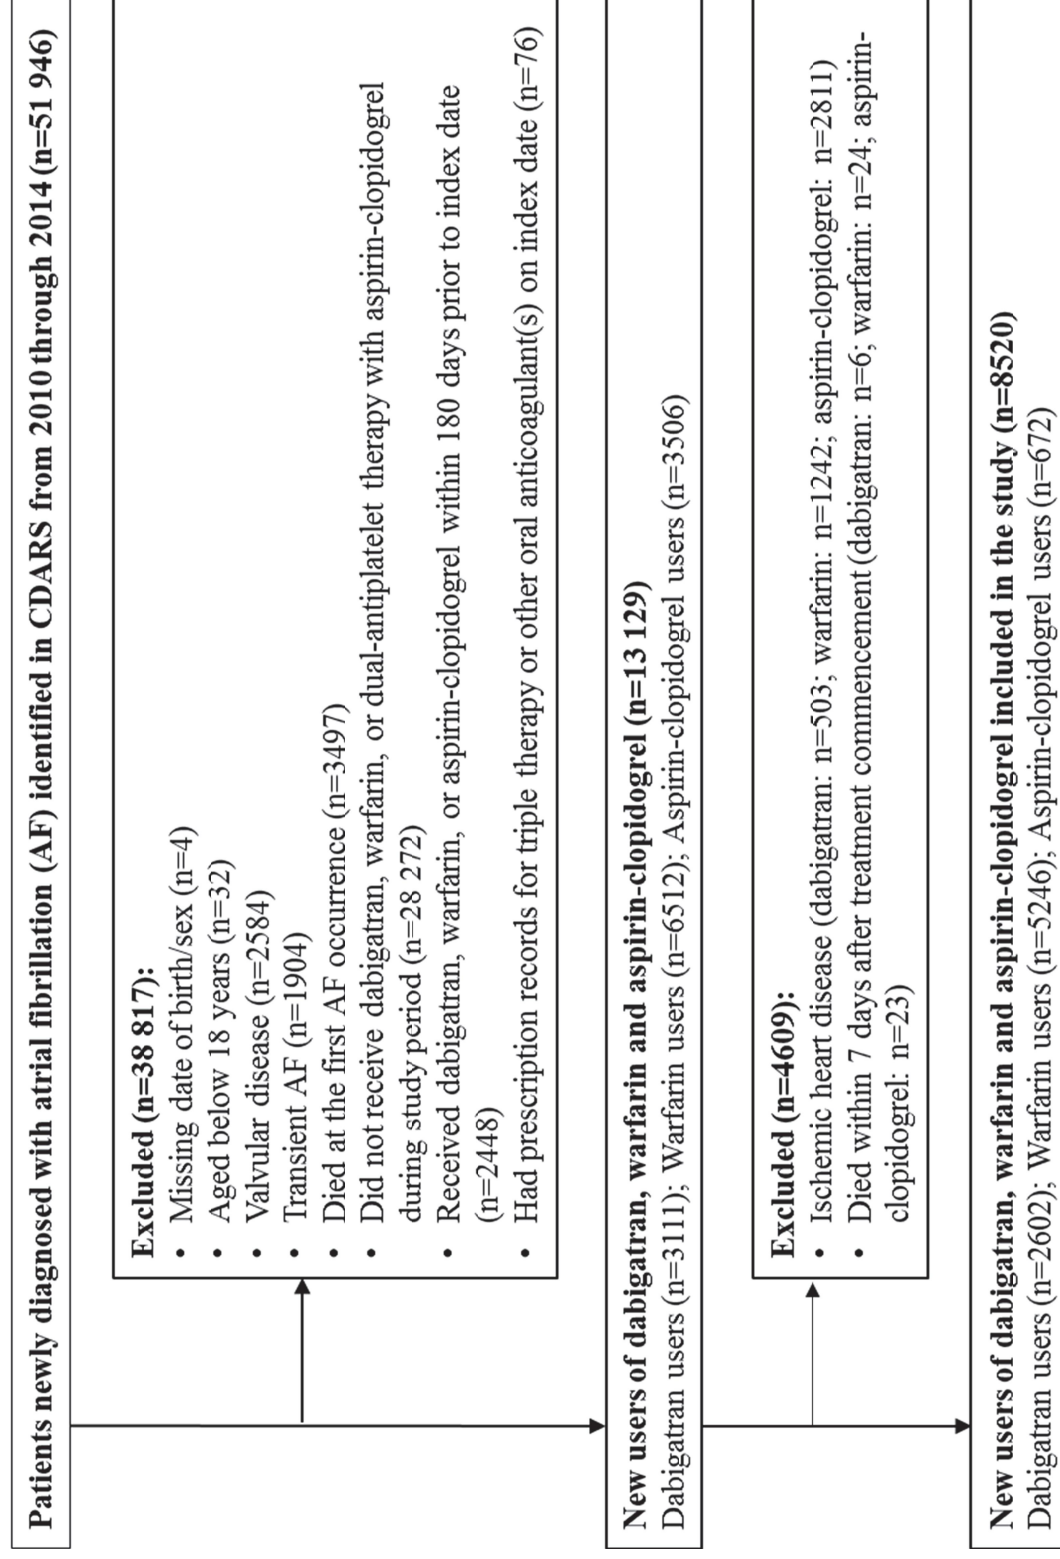 Patients newly diagnosed with atrial fibrillation (AF) identified in CDARS from 2010 through 2014 (n=51 946)
Excluded (n=38 817):
• Missing date of birth/sex (n=4)
• Aged below 18 years (n=32)
• Valvular disease (n=2584)
• Transient AF (n=1904)
• Died at the first AF occurrence (n=3497)
• Did not receive dabigatran, warfarin, or dual-antiplatelet therapy with aspirin-clopidogrel
during study period (n=28 272)
• Received dabigatran, warfarin, or aspirin-clopidogrel within 180 days prior to index date
(n=2448)
• Had prescription records for triple therapy or other oral anticoagulant(s) on index date (n=76)
New users of dabigatran, warfarin and aspirin-clopidogrel (n=13 129)
Dabigatran users (n=3111); Warfarin users (n=6512); Aspirin-clopidogrel users (n=3506)
Excluded (n=4609):
• Ischemic heart disease (dabigatran: n=503; warfarin: n=1242; aspirin-clopidogrel: n=2811)
• Died within 7 days after treatment commencement (dabigatran: n=6; warfarin: n=24; aspirin-
clopidogrel: n=23)
New users of dabigatran, warfarin and aspirin-clopidogrel included in the study (n=8520)
Dabigatran users (n=2602); Warfarin users (n=5246); Aspirin-clopidogrel users (n=672)